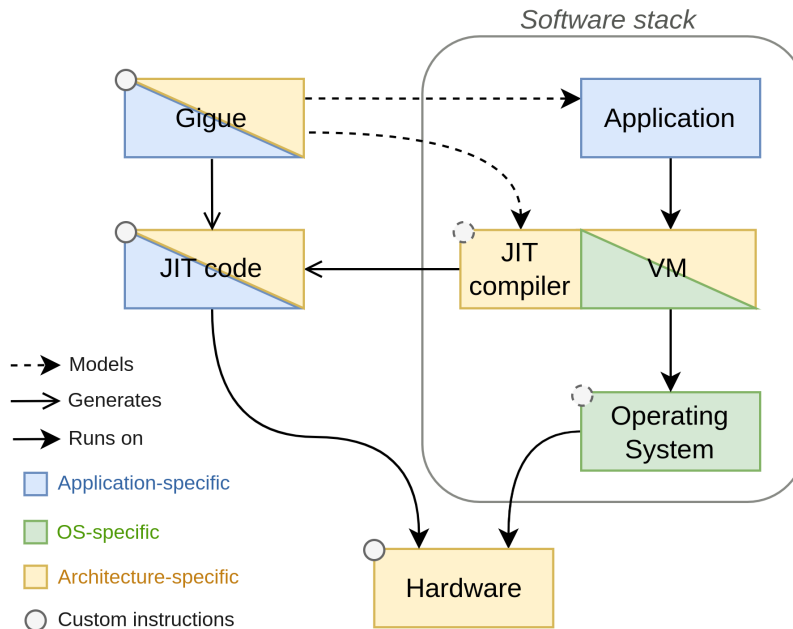 Software stack
Gigue
Application
JIT code
JIT
compiler
VM
Models
Generates
Runs on
Operating
System
Application-specific
OS-specific
Architecture-specific
Hardware
Custom instructions